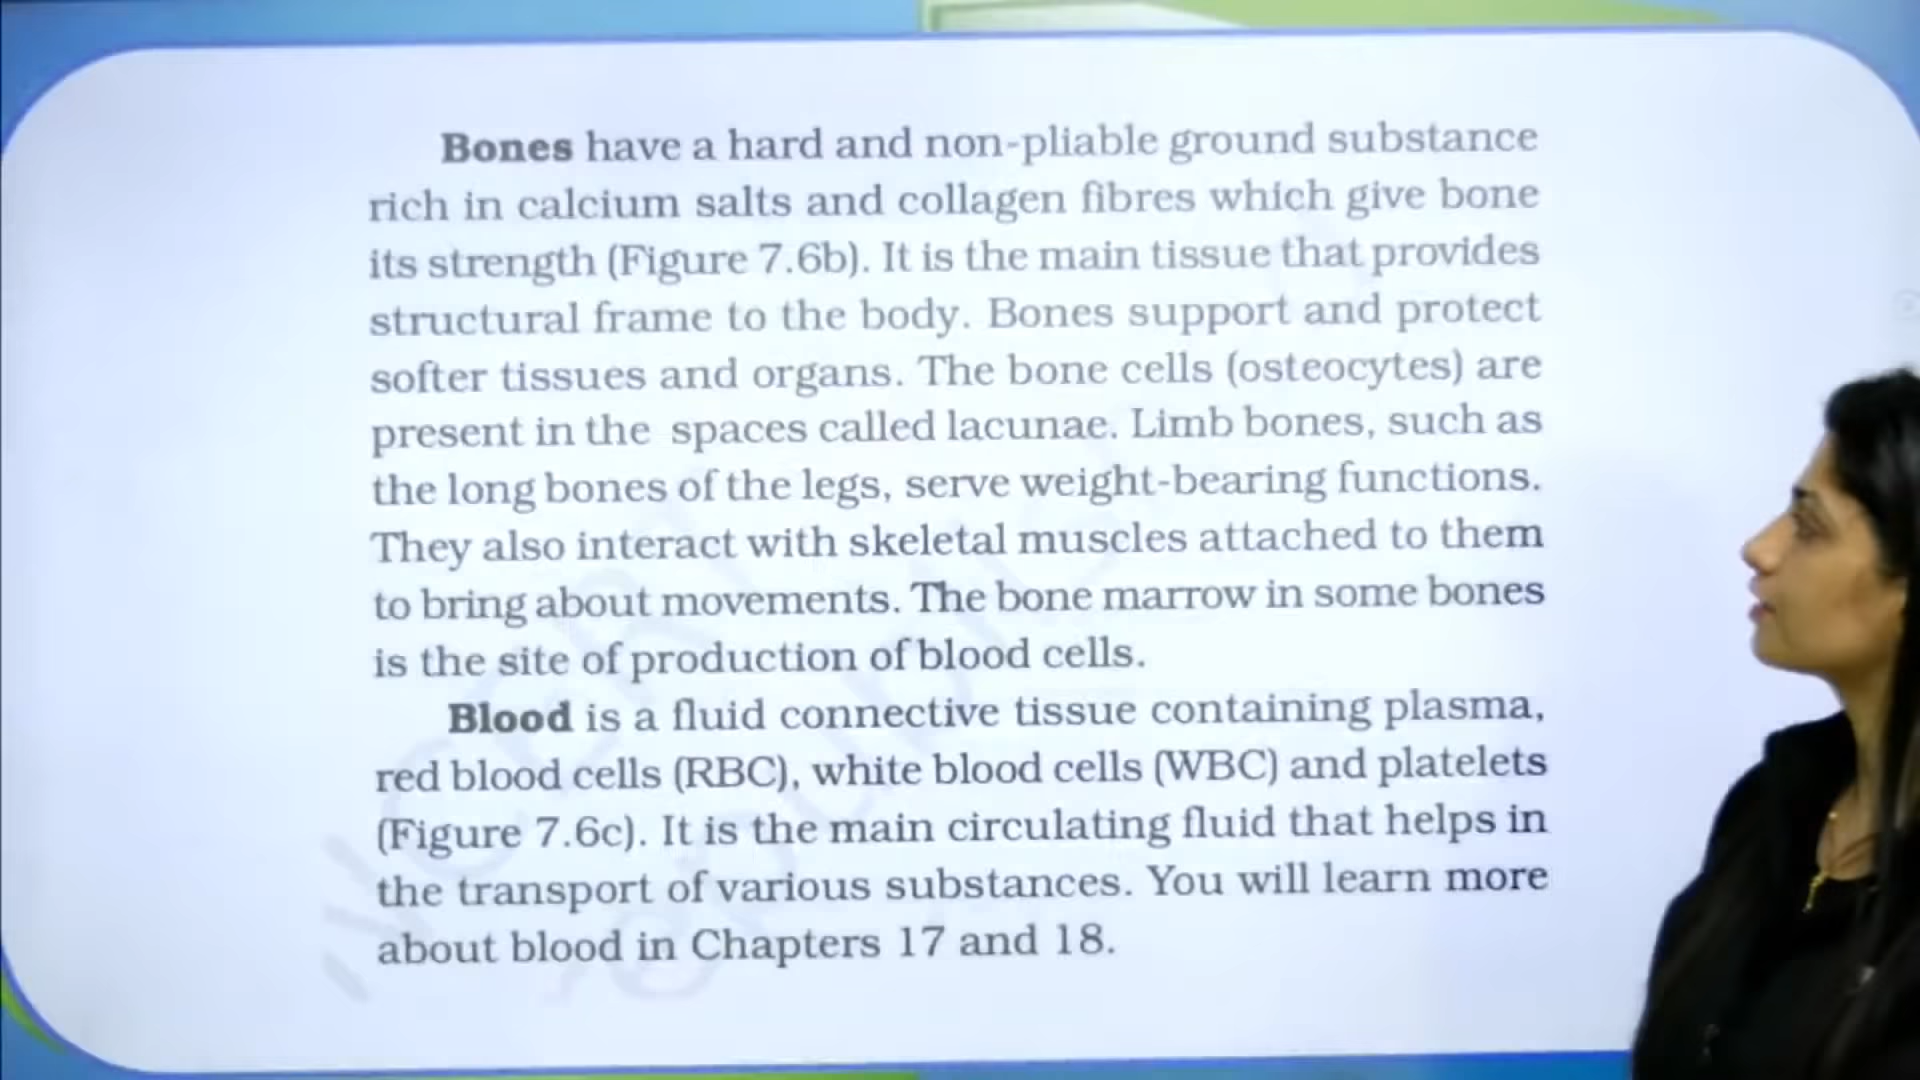 Bones have a hard and non-pliable ground substance
rich in calcium salts and collagen fibres which give bone
its strength (Figure 7.6b). It is the main tissue that provides
structural frame to the body. Bones support and protect
softer tissues and organs. The bone cells (osteocytes) are
present in the spaces called lacunae. Limb bones, such as
the long bones of the legs, serve weight-bearing functions.
They also interact with skeletal muscles attached to them
to bring about movements. The bone marrow in some bones
is the site of production of blood cells.
Blood is a fluid connective tissue containing plasma,
red blood cells (RBC), white blood cells (WBC) and platelets
(Figure 7.6c). It is the main circulating fluid that helps in
the transport of various substances. You will learn more
about blood in Chapters 17 and 18.